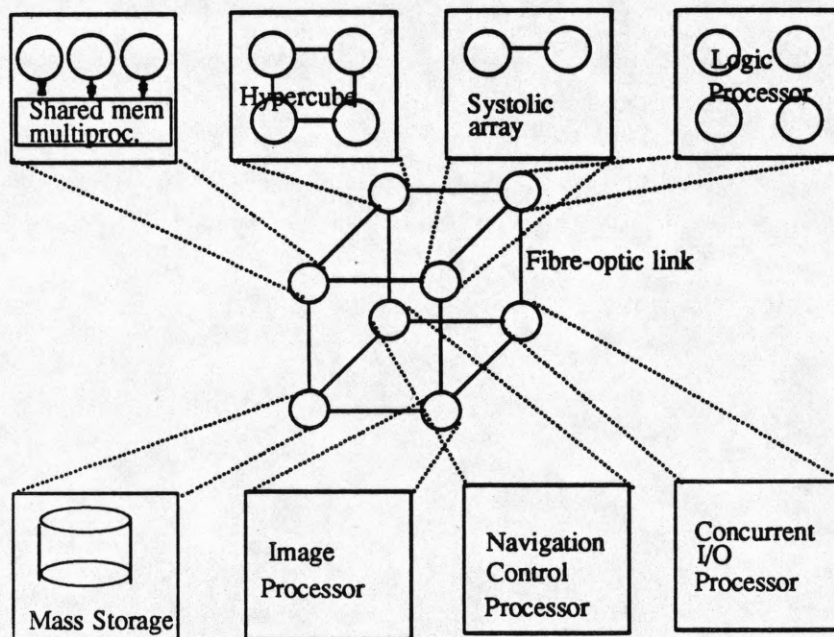 Shared mem
multiproc.
Hypercube
Systolic
array
Logic
Processor
Fibre-optic link
Mass Storage
Image
Processor
Navigation
Control
Processor
Concurrent
I/O
Processor